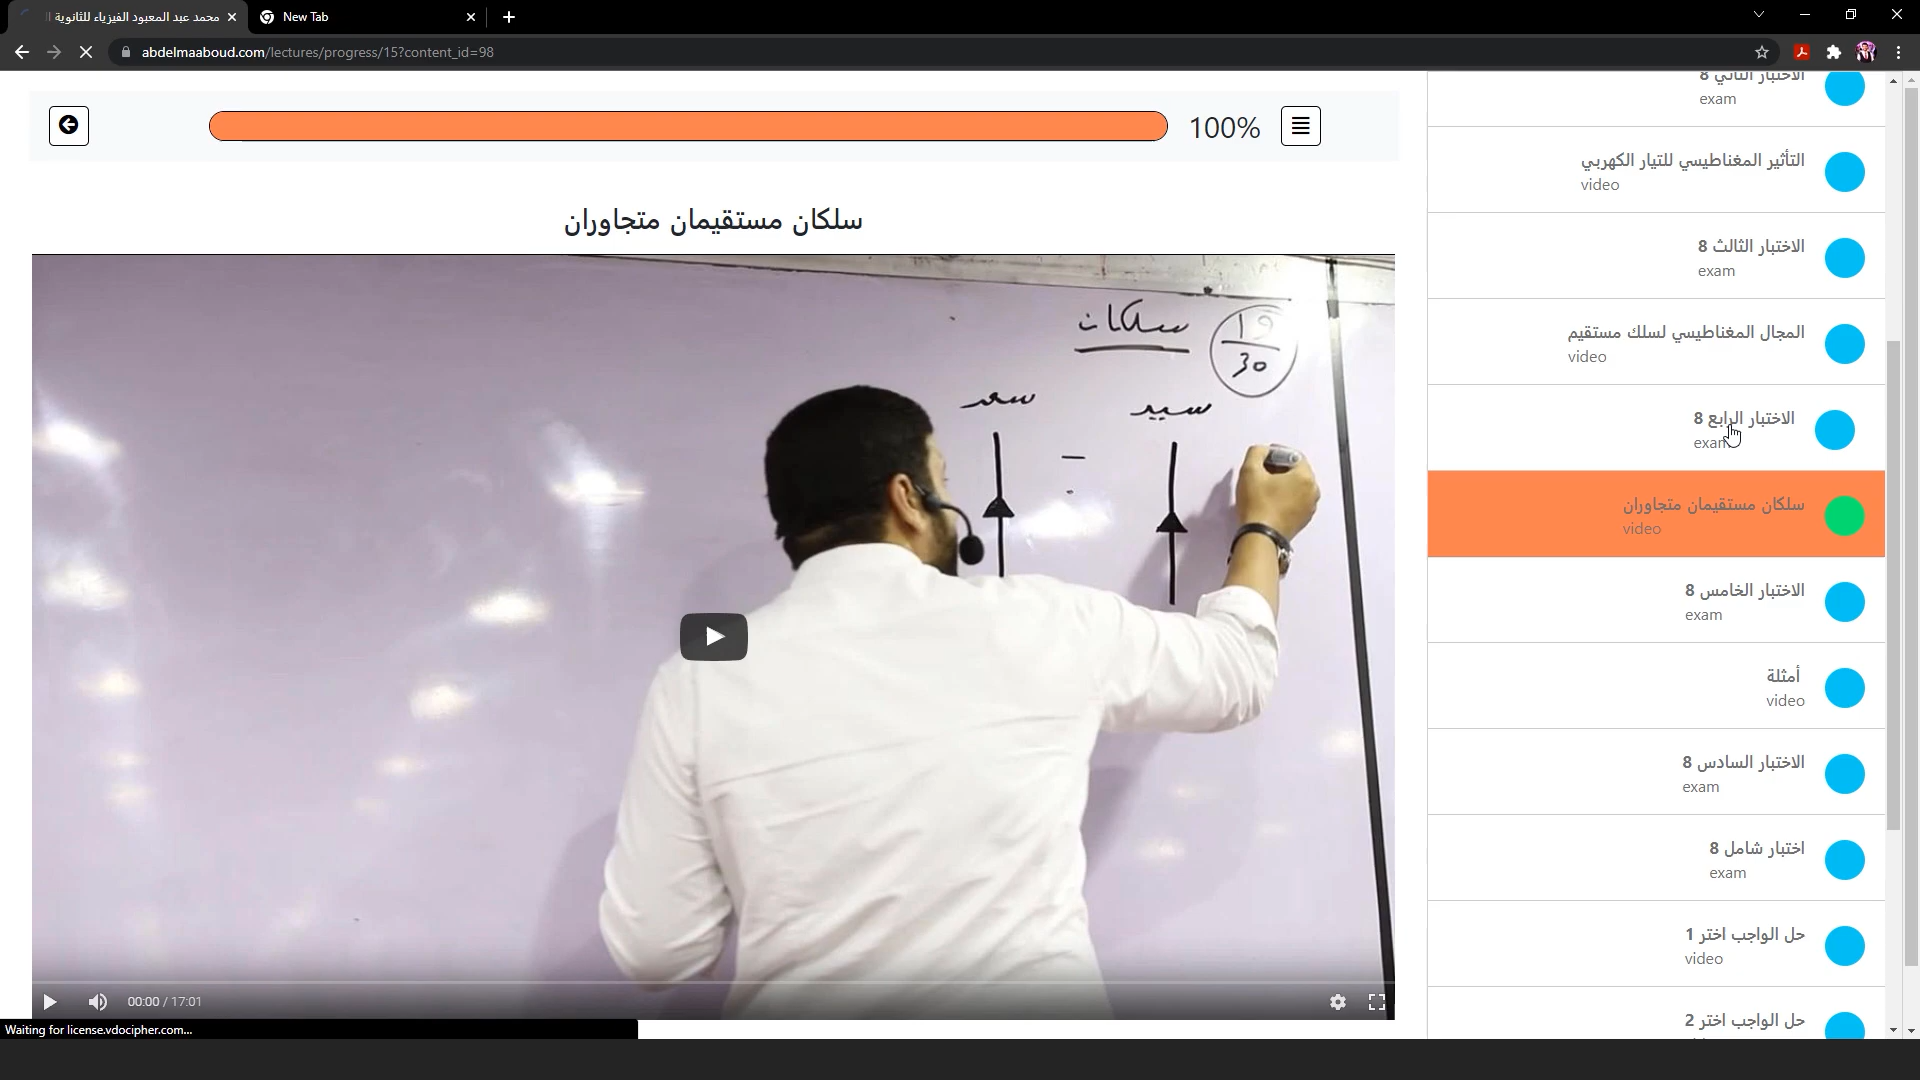 محمد عبد المعبود الفيزياء للثانوية ا
New Tab
abdelmaaboud.com/lectures/progress/15?content_id=98
100%
سلكان مستقيمان متجاوران
سلكان
19
30
سعد
سيد
00:00 / 17:01
Waiting for license.vdocipher.com...
الاختبار الثاني 8
exam
التأثير المغناطيسي للتيار الكهربي
video
الاختبار الثالث 8
exam
المجال المغناطيسي لسلك مستقيم
video
الاختبار الرابع 8
exam
سلكان مستقيمان متجاوران
video
الاختبار الخامس 8
exam
أمثلة
video
الاختبار السادس 8
exam
اختبار شامل 8
exam
حل الواجب اختر 1
video
حل الواجب اختر 2